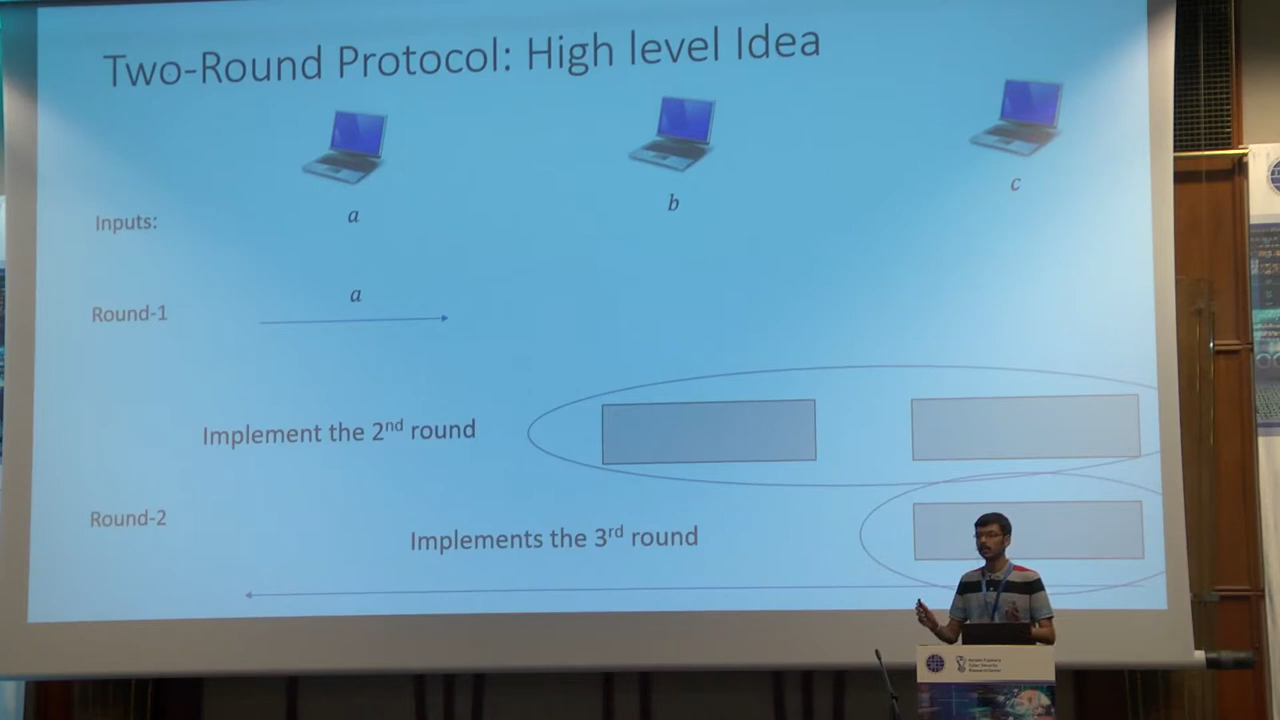 Two-Round Protocol: High level Idea
a
b
c
Inputs:
a
Round-1
Implement the 2nd round
Round-2
Implements the 3rd round